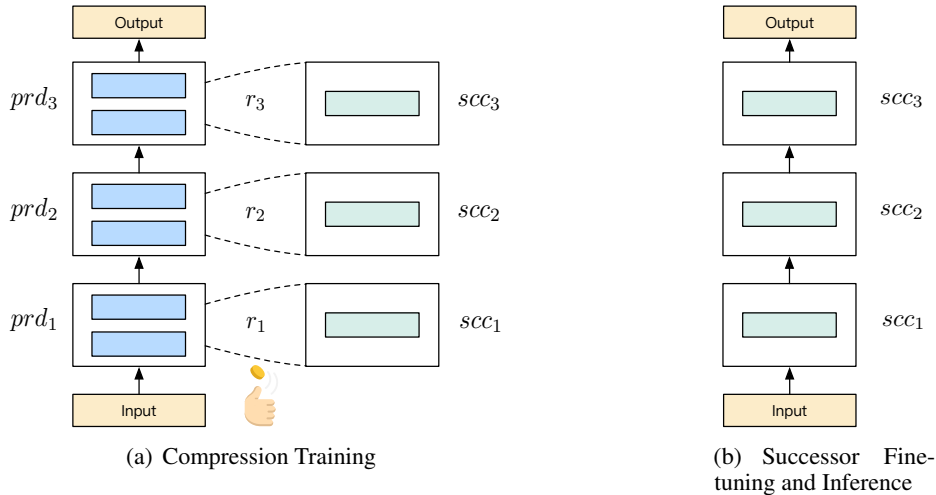 Output
prd₃
r₃
scc₃
prd₂
r₂
scc₂
prd₁
r₁
scc₁
Input
(a) Compression Training
Output
scc₃
scc₂
scc₁
Input
(b) Successor Fine-
tuning and Inference